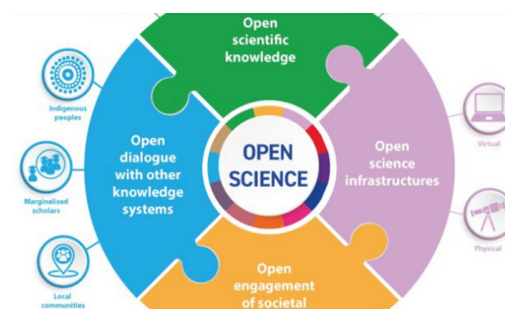 Open
scientific
knowledge
Indigenous
peoples
Marginalised
scholars
Local
communities
Open
dialogue
with other
knowledge
systems
OPEN
SCIENCE
Open
science
infrastructures
Virtual
Physical
Open
engagement
of societal